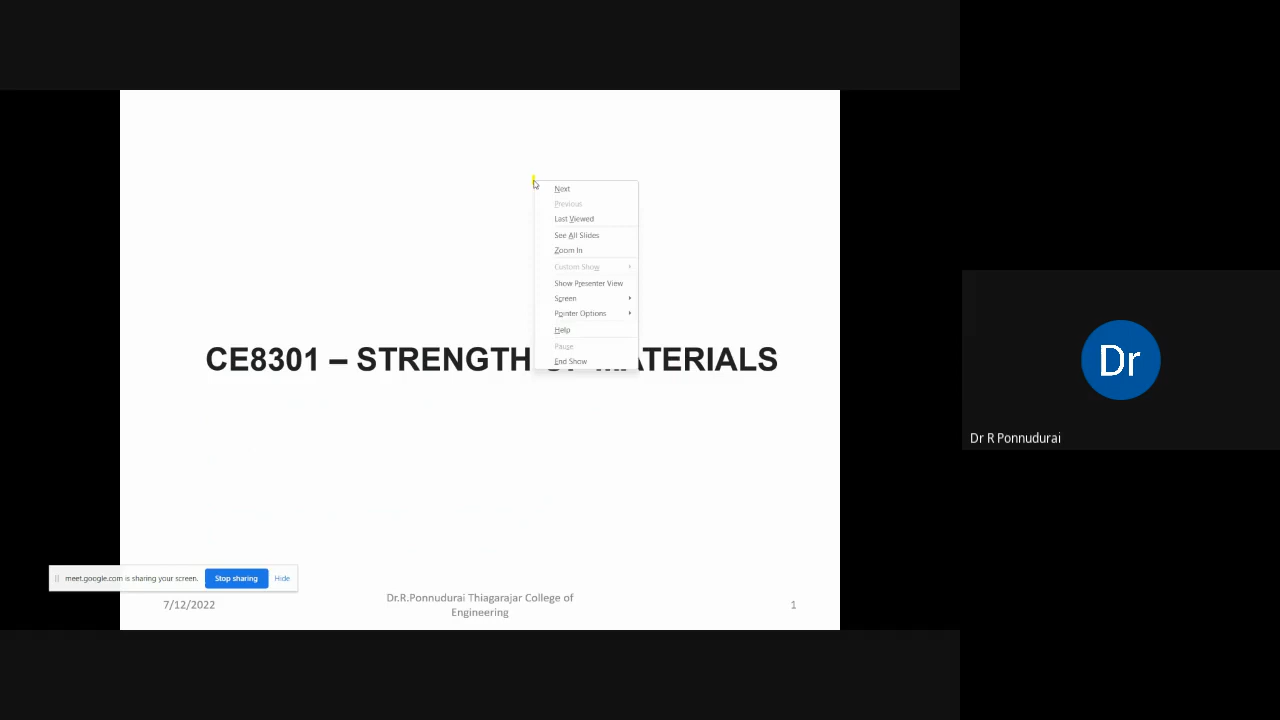 Next
Previous
Last Viewed
See All Slides
Zoom In
Custom Show
Show Presenter View
Screen
Pointer Options
Help
Pause
End Show
CE8301 – STRENGTH MATERIALS
Dr
Dr R Ponnudurai
meet.google.com is sharing your screen.
Stop sharing
Hide
7/12/2022
Dr.R.Ponnudurai Thiagarajar College of
Engineering
1